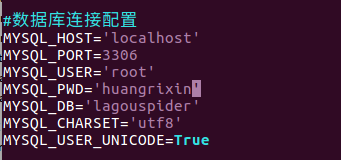 #数据库连接配置
MYSQL_HOST='localhost'
MYSQL_PORT=3306
MYSQL_USER='root'
MYSQL_PWD='huangrixin'
MYSQL_DB='lagouspider'
MYSQL_CHARSET='utf8'
MYSQL_USER_UNICODE=True